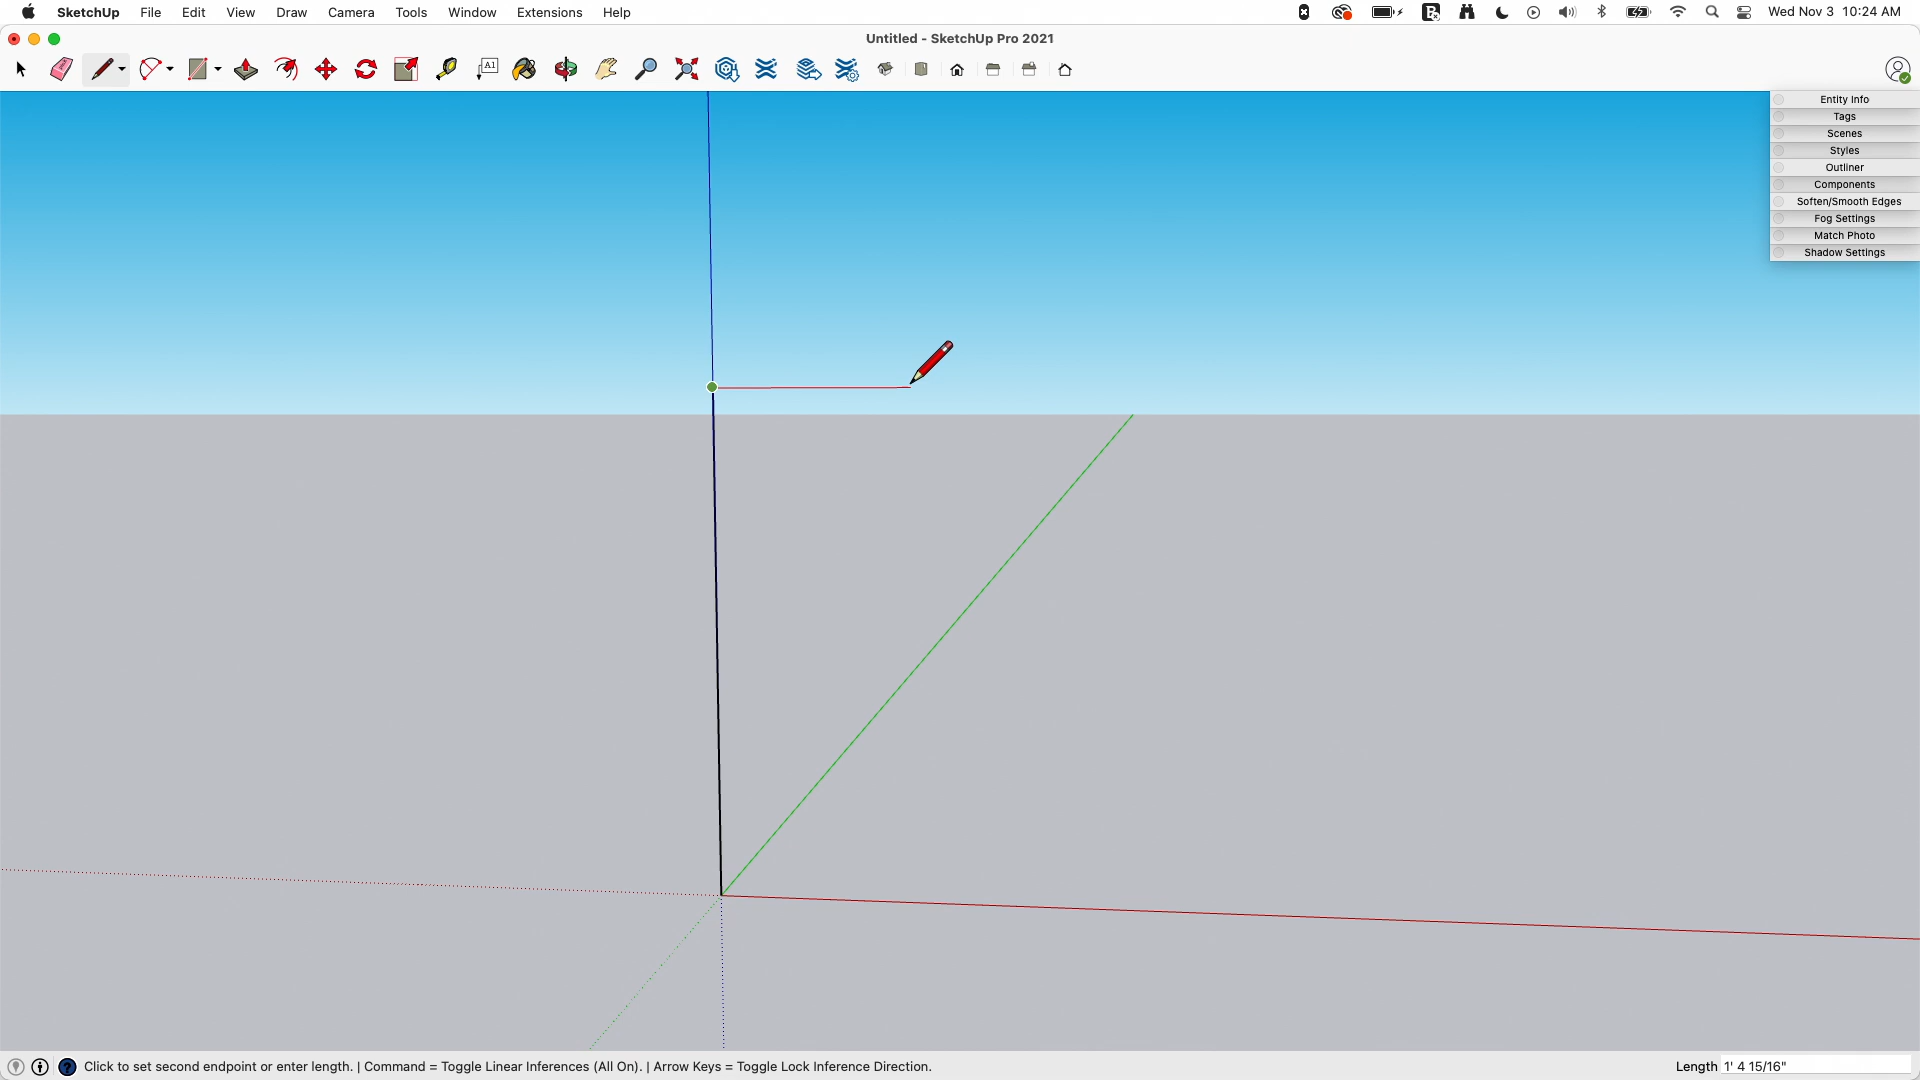 SketchUp File Edit View Draw Camera Tools Window Extensions Help Wed Nov 3 10:24 AM
Untitled - SketchUp Pro 2021
A1
Entity Info
Tags
Scenes
Styles
Outliner
Components
Soften/Smooth Edges
Fog Settings
Match Photo
Shadow Settings
Click to set second endpoint or enter length. | Command = Toggle Linear Inferences (All On). | Arrow Keys = Toggle Lock Inference Direction. Length 1' 4 15/16"